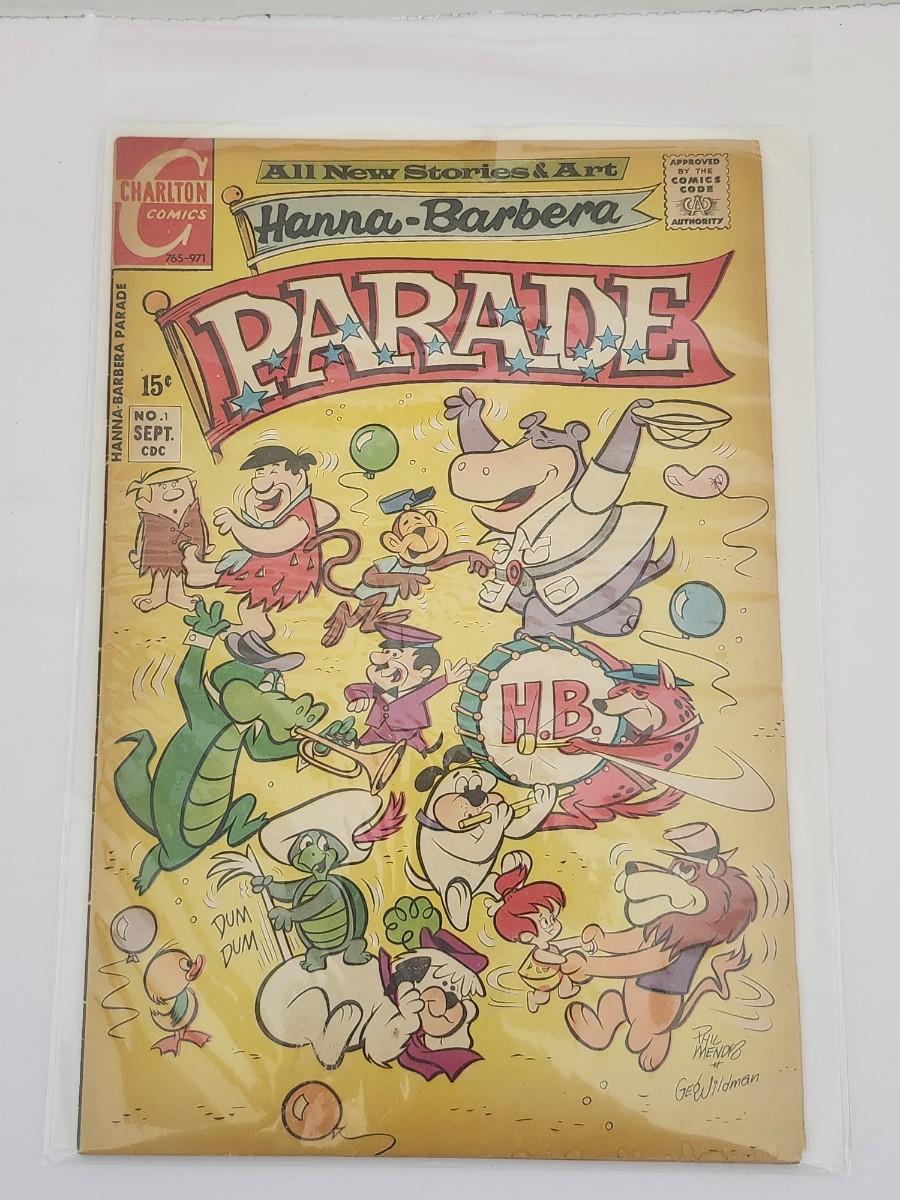 All New Stories & Art
CHARLTON
COMICS
765-971
APPROVED
BY THE
COMICS
CODE
CA
AUTHORITY
Hanna-Barbera
PARADE
HANNA-BARBERA PARADE
15¢
NO.1
SEPT.
CDC
H.B.
DUM
DUM
PHIL
MENDEZ
Geo Wildman